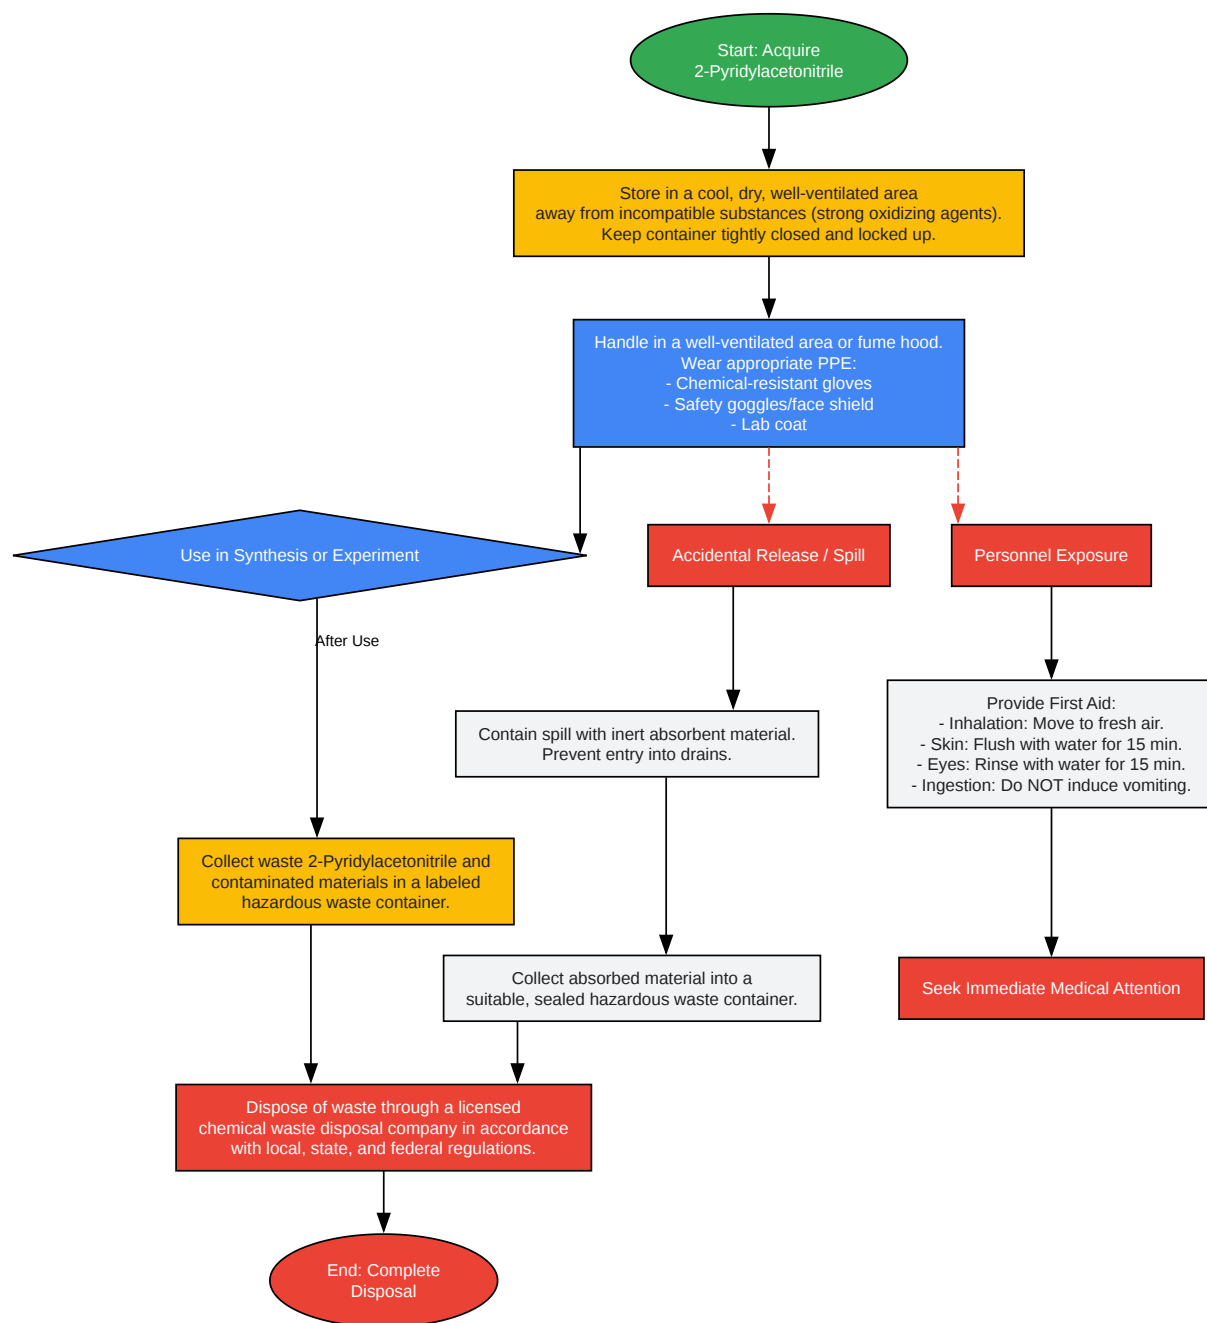 Start: Acquire
2-Pyridylacetonitrile
Store in a cool, dry, well-ventilated area
away from incompatible substances (strong oxidizing agents).
Keep container tightly closed and locked up.
Handle in a well-ventilated area or fume hood.
Wear appropriate PPE:
- Chemical-resistant gloves
- Safety goggles/face shield
- Lab coat
Use in Synthesis or Experiment
Accidental Release / Spill
Personnel Exposure
After Use
Provide First Aid:
- Inhalation: Move to fresh air.
- Skin: Flush with water for 15 min.
- Eyes: Rinse with water for 15 min.
- Ingestion: Do NOT induce vomiting.
Contain spill with inert absorbent material.
Prevent entry into drains.
Collect waste 2-Pyridylacetonitrile and
contaminated materials in a labeled
hazardous waste container.
Collect absorbed material into a
suitable, sealed hazardous waste container.
Seek Immediate Medical Attention
Dispose of waste through a licensed
chemical waste disposal company in accordance
with local, state, and federal regulations.
End: Complete
Disposal